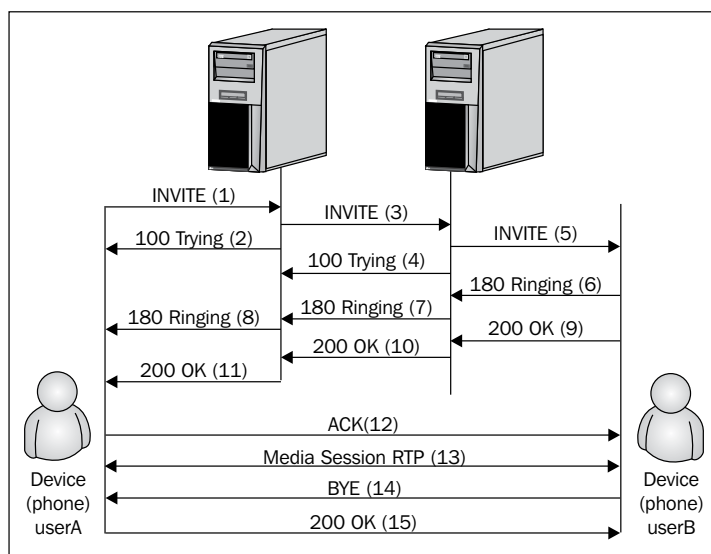 INVITE (1)
INVITE (3)
100 Trying (2)
INVITE (5)
100 Trying (4)
180 Ringing (6)
180 Ringing (7)
180 Ringing (8)
200 OK (9)
200 OK (10)
200 OK (11)
ACK(12)
Media Session RTP (13)
BYE (14)
200 OK (15)
Device
(phone)
userA
Device
(phone)
userB